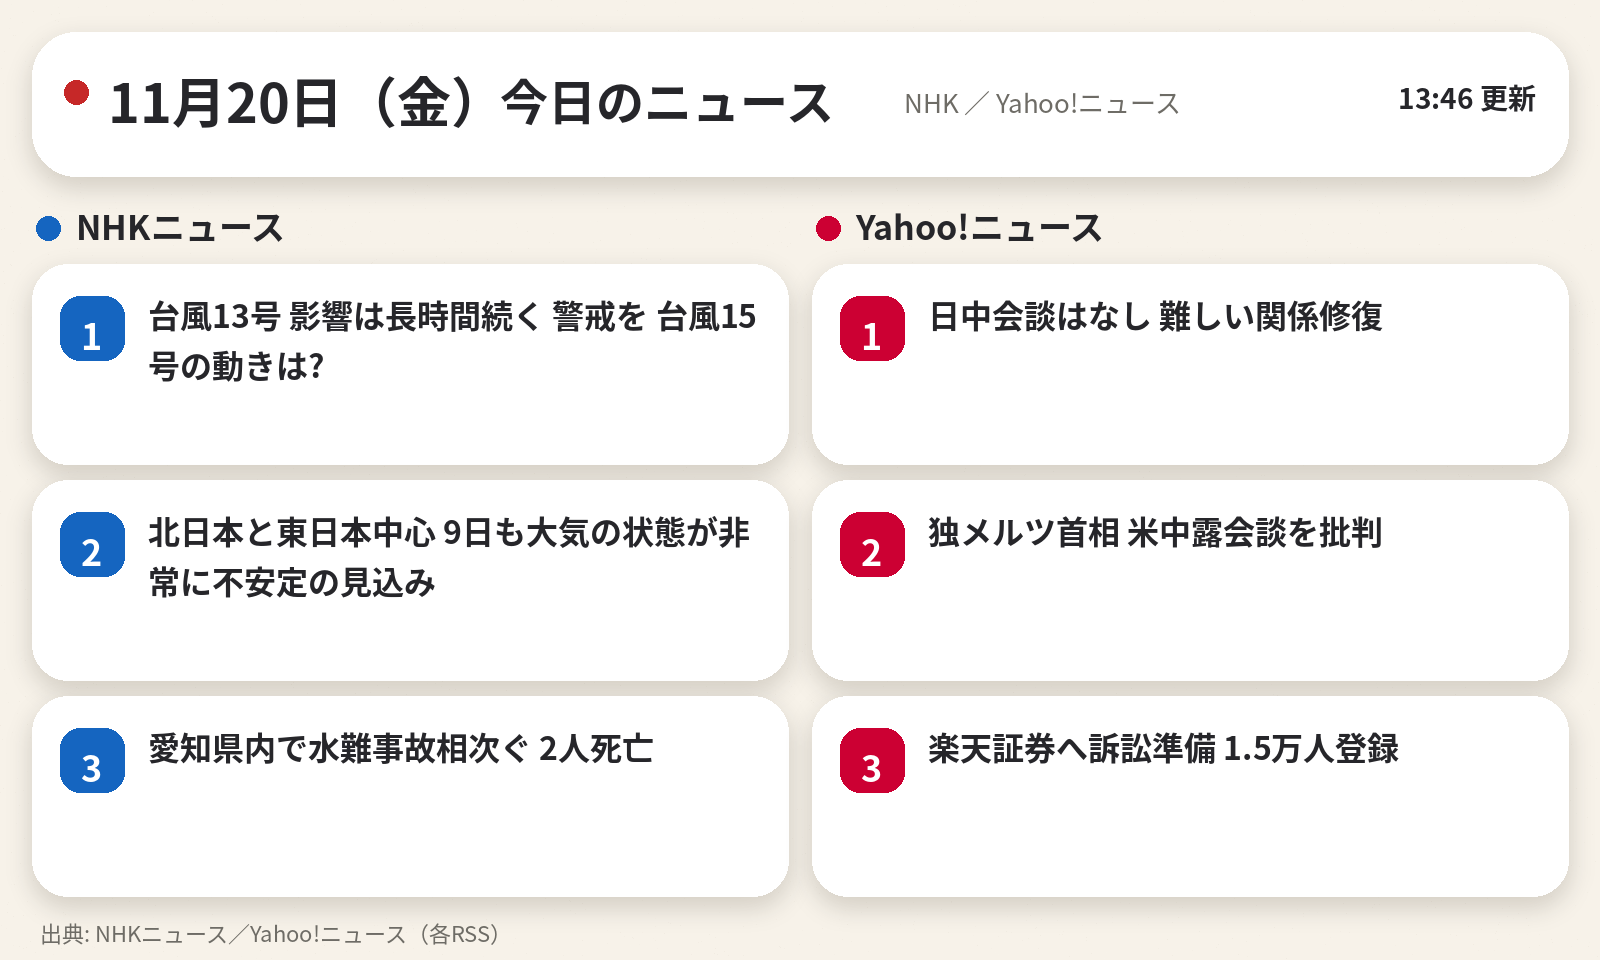 11月20日（金）今日のニュース
NHK ／ Yahoo!ニュース
13:46 更新
NHKニュース
1
台風13号 影響は長時間続く 警戒を 台風15
号の動きは?
2
北日本と東日本中心 9日も大気の状態が非
常に不安定の見込み
3
愛知県内で水難事故相次ぐ 2人死亡
Yahoo!ニュース
1
日中会談はなし 難しい関係修復
2
独メルツ首相 米中露会談を批判
3
楽天証券へ訴訟準備 1.5万人登録
出典: NHKニュース／Yahoo!ニュース（各RSS）